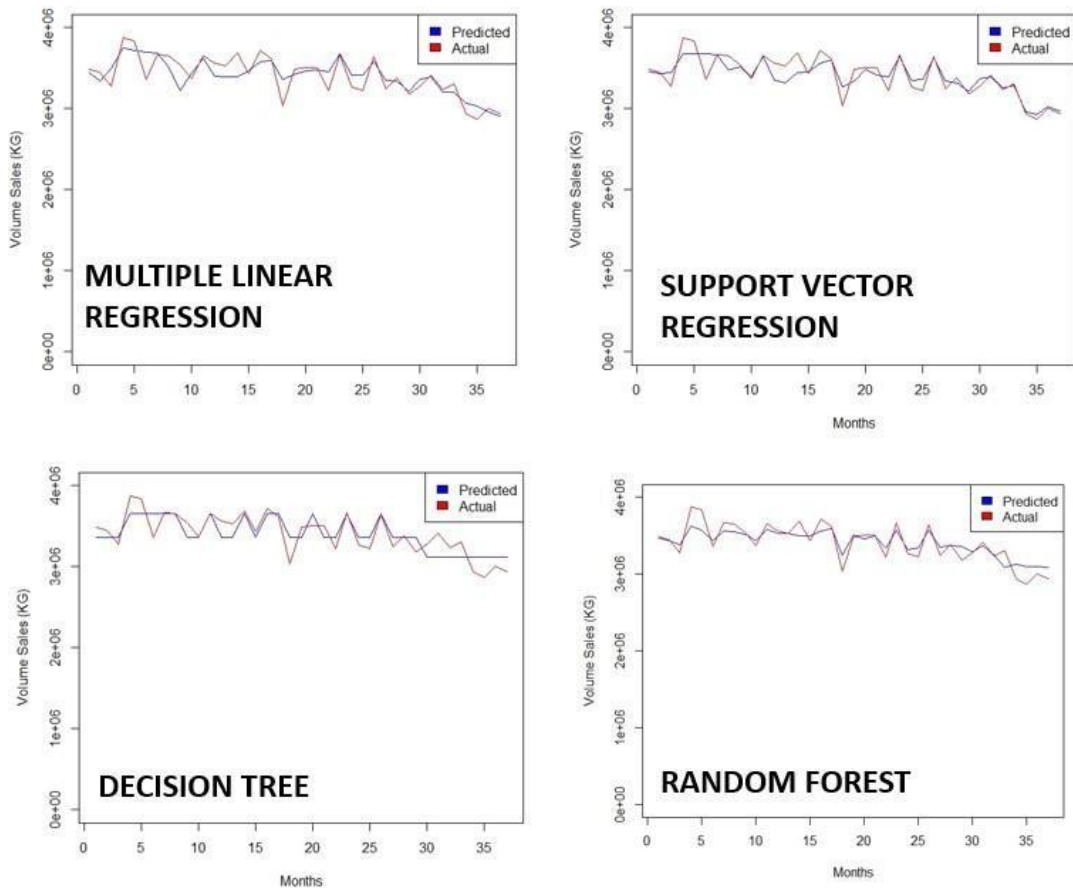 Volume Sales (KG)
4e+06
3e+06
2e+06
1e+06
0e+00
Predicted
Actual
MULTIPLE LINEAR
REGRESSION
0 5 10 15 20 25 30 35
Volume Sales (KG)
4e+06
3e+06
2e+06
1e+06
0e+00
Predicted
Actual
SUPPORT VECTOR
REGRESSION
0 5 10 15 20 25 30 35
Months
Volume Sales (KG)
4e+06
3e+06
2e+06
1e+06
0e+00
Predicted
Actual
DECISION TREE
0 5 10 15 20 25 30 35
Months
Volume Sales (KG)
4e+06
3e+06
2e+06
1e+06
0e+00
Predicted
Actual
RANDOM FOREST
0 5 10 15 20 25 30 35
Months